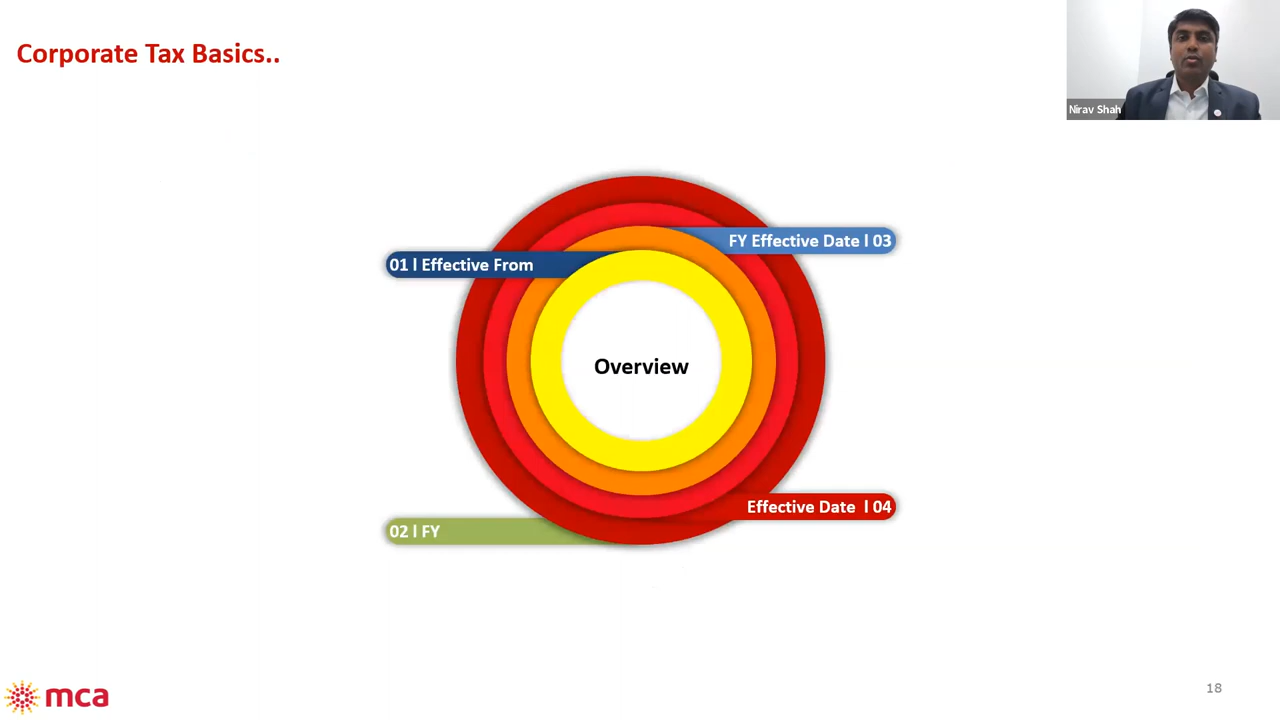 Corporate Tax Basics..
Nirav Shah
FY Effective Date l 03
01 l Effective From
Overview
Effective Date l 04
02 l FY
mca
18